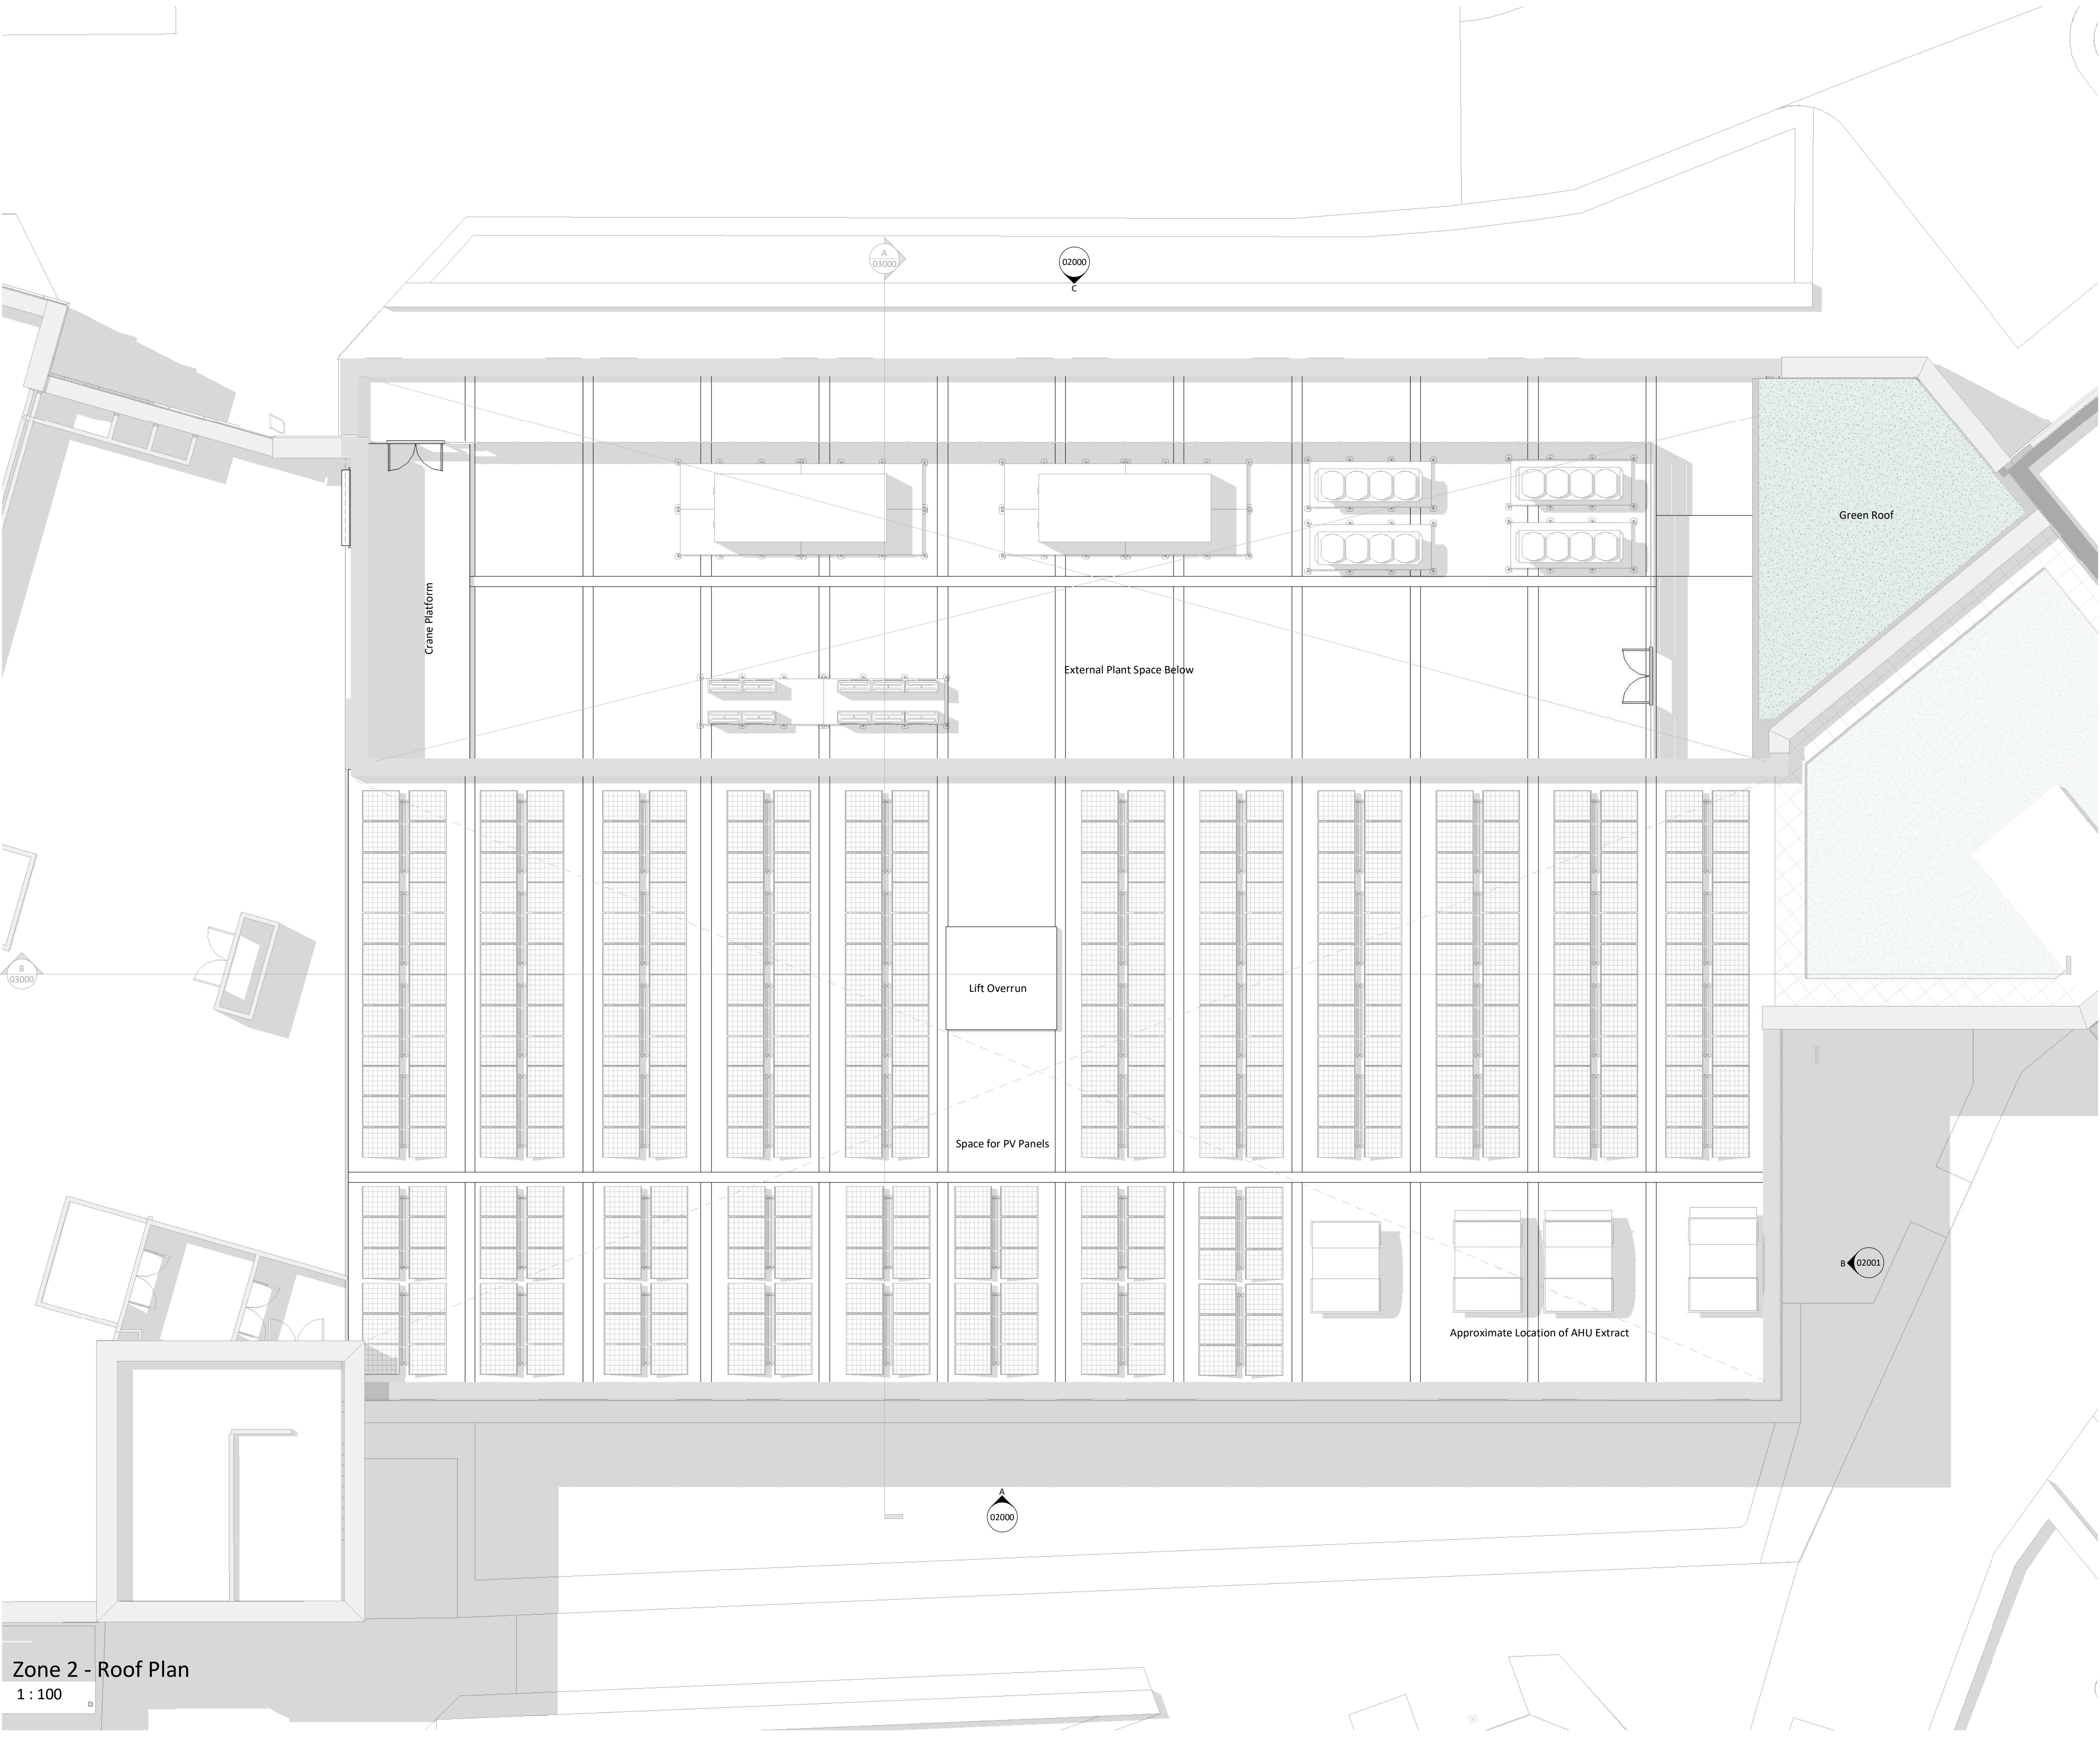 A
03000
02000
C
Green Roof
Crane Platform
External Plant Space Below
B
03000
Lift Overrun
Space for PV Panels
B
02001
Approximate Location of AHU Extract
A
02000
Zone 2 - Roof Plan
1 : 100